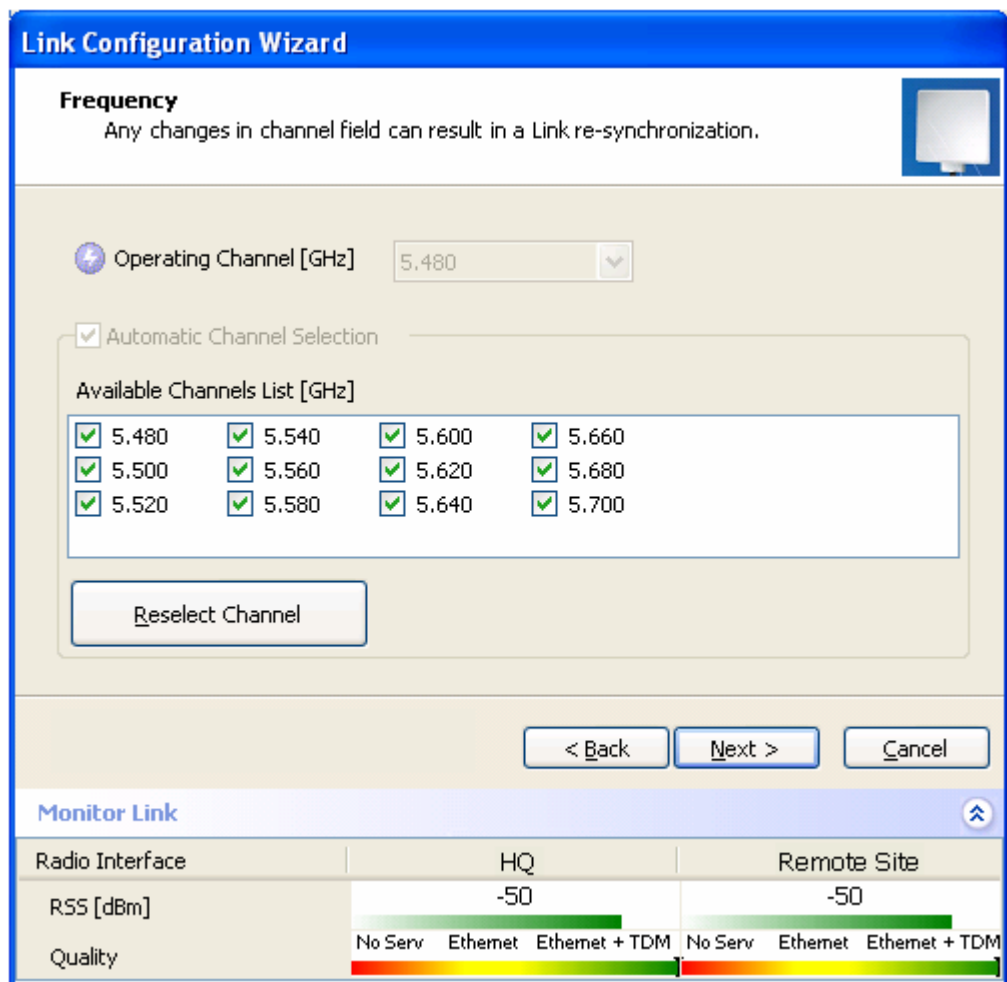 Link Configuration Wizard
Frequency
Any changes in channel field can result in a Link re-synchronization.
Operating Channel [GHz] 5.480
Automatic Channel Selection
Available Channels List [GHz]
5.480 5.540 5.600 5.660
5.500 5.560 5.620 5.680
5.520 5.580 5.640 5.700
Reselect Channel
< Back Next > Cancel
Monitor Link
Radio Interface HQ Remote Site
RSS [dBm] -50 -50
Quality No Serv Ethernet Ethernet + TDM No Serv Ethernet Ethernet + TDM